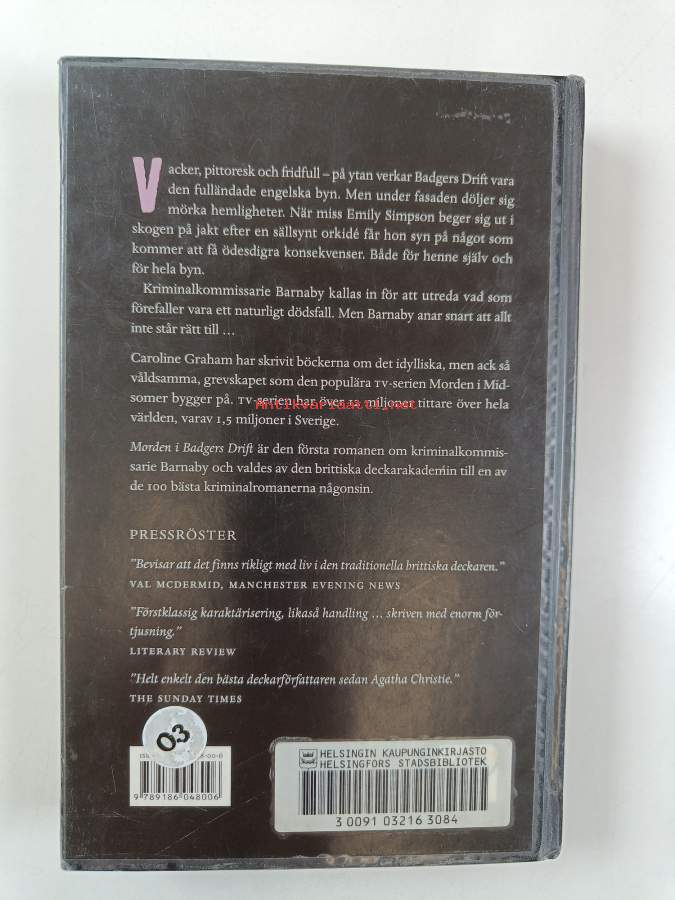 Vacker, pittoresk och fridfull – på ytan verkar Badgers Drift vara
den fulländade engelska byn. Men under fasaden döljer sig
mörka hemligheter. När miss Emily Simpson beger sig ut i
skogen på jakt efter en sällsynt orkidé får hon syn på något som
kommer att få ödesdigra konsekvenser. Både för henne själv och
för hela byn.
Kriminalkommissarie Barnaby kallas in för att utreda vad som
förefaller vara ett naturligt dödsfall. Men Barnaby anar snart att allt
inte står rätt till …
Caroline Graham har skrivit böckerna om det idylliska, men ack så
våldsamma, grevskapet som den populära TV-serien Morden i Mid-
somer bygger på. TV-serien har över 12 miljoner tittare över hela
Antikvariaatti.net
världen, varav 1,5 miljoner i Sverige.
Morden i Badgers Drift är den första romanen om kriminalkommis-
sarie Barnaby och valdes av den brittiska deckarakademin till en av
de 100 bästa kriminalromanerna någonsin.
PRESSRÖSTER
"Bevisar att det finns rikligt med liv i den traditionella brittiska deckaren."
VAL MCDERMID, MANCHESTER EVENING NEWS
"Förstklassig karaktärisering, likaså handling … skriven med enorm för-
tjusning."
LITERARY REVIEW
"Helt enkelt den bästa deckarförfattaren sedan Agatha Christie."
THE SUNDAY TIMES
03
9 789186 048006
HELSINGIN KAUPUNGINKIRJASTO
HELSINGFORS STADSBIBLIOTEK
3 0091 03216 3084